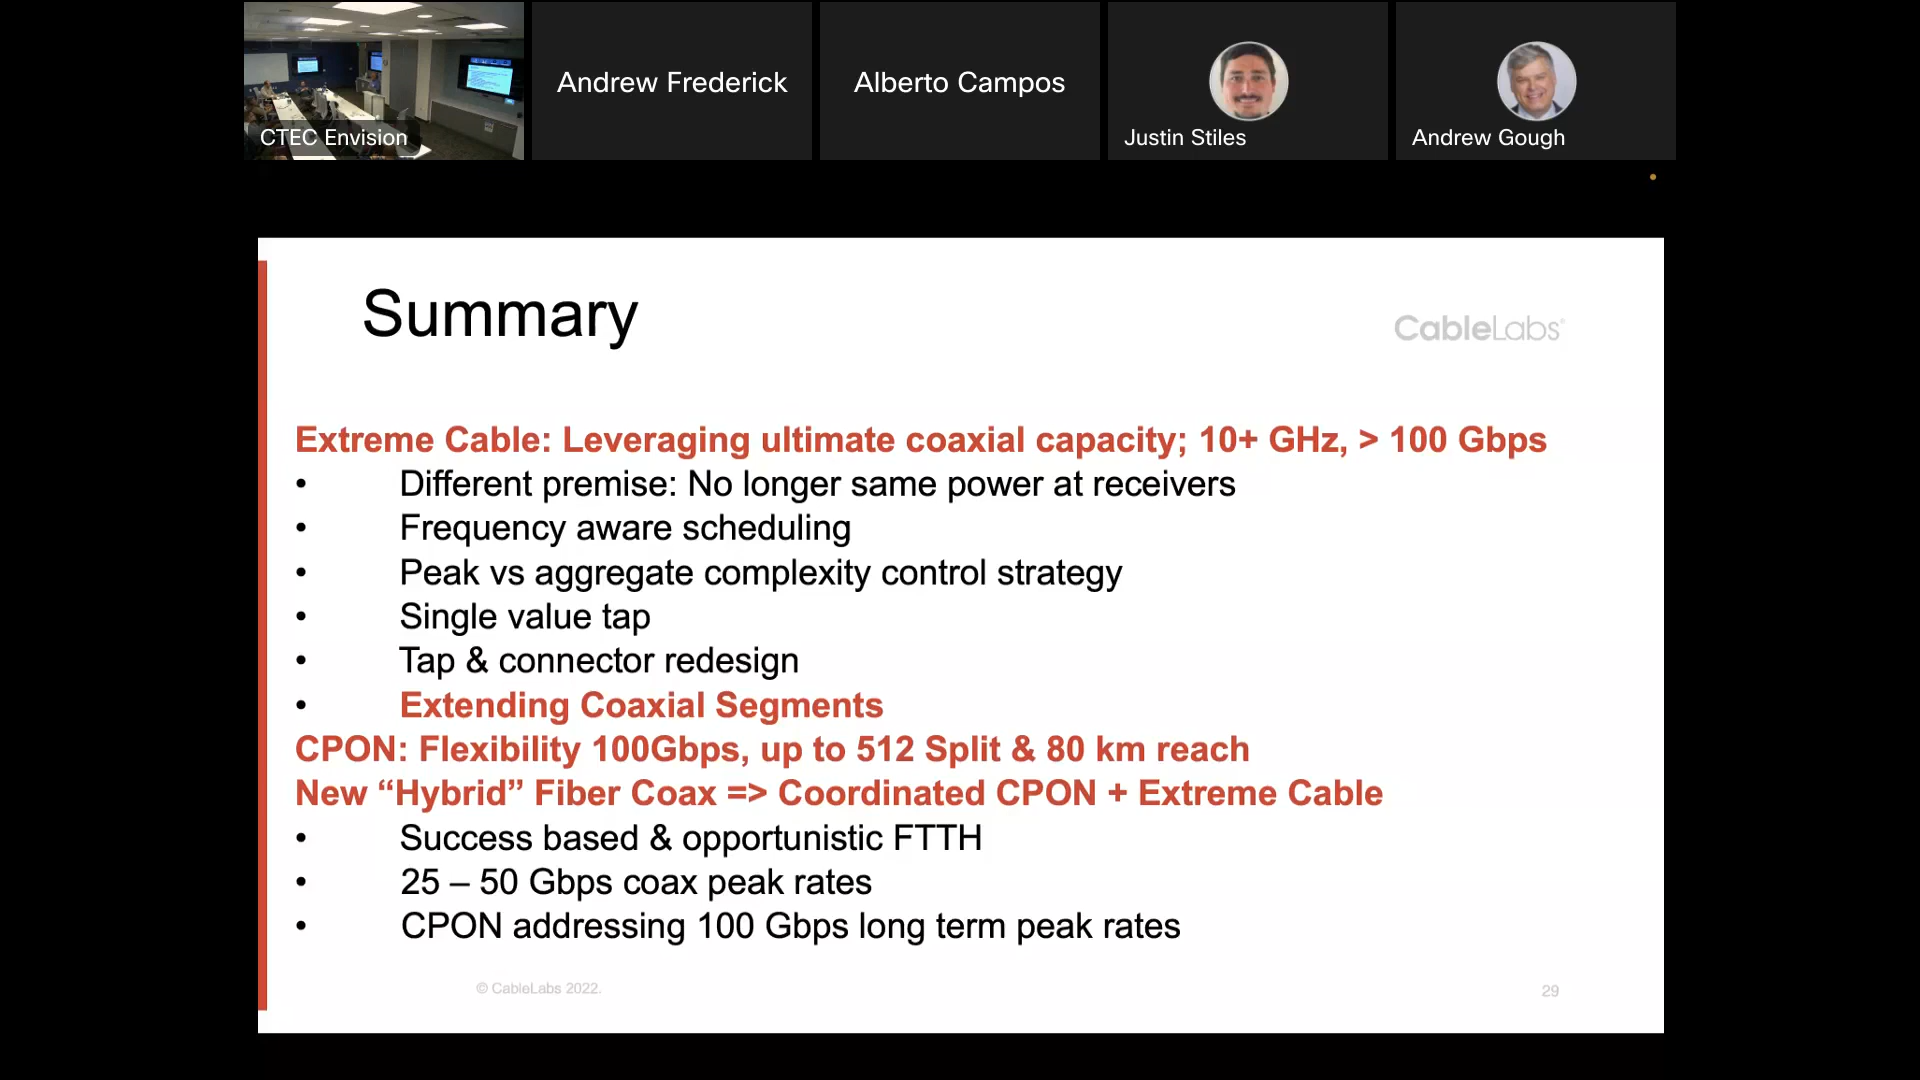 Andrew Frederick
Alberto Campos
CTEC Envision
Justin Stiles
Andrew Gough
Summary
CableLabs®
Extreme Cable: Leveraging ultimate coaxial capacity; 10+ GHz, > 100 Gbps
• Different premise: No longer same power at receivers
• Frequency aware scheduling
• Peak vs aggregate complexity control strategy
• Single value tap
• Tap & connector redesign
• Extending Coaxial Segments
CPON: Flexibility 100Gbps, up to 512 Split & 80 km reach
New “Hybrid” Fiber Coax => Coordinated CPON + Extreme Cable
• Success based & opportunistic FTTH
• 25 – 50 Gbps coax peak rates
• CPON addressing 100 Gbps long term peak rates
© CableLabs 2022.
29